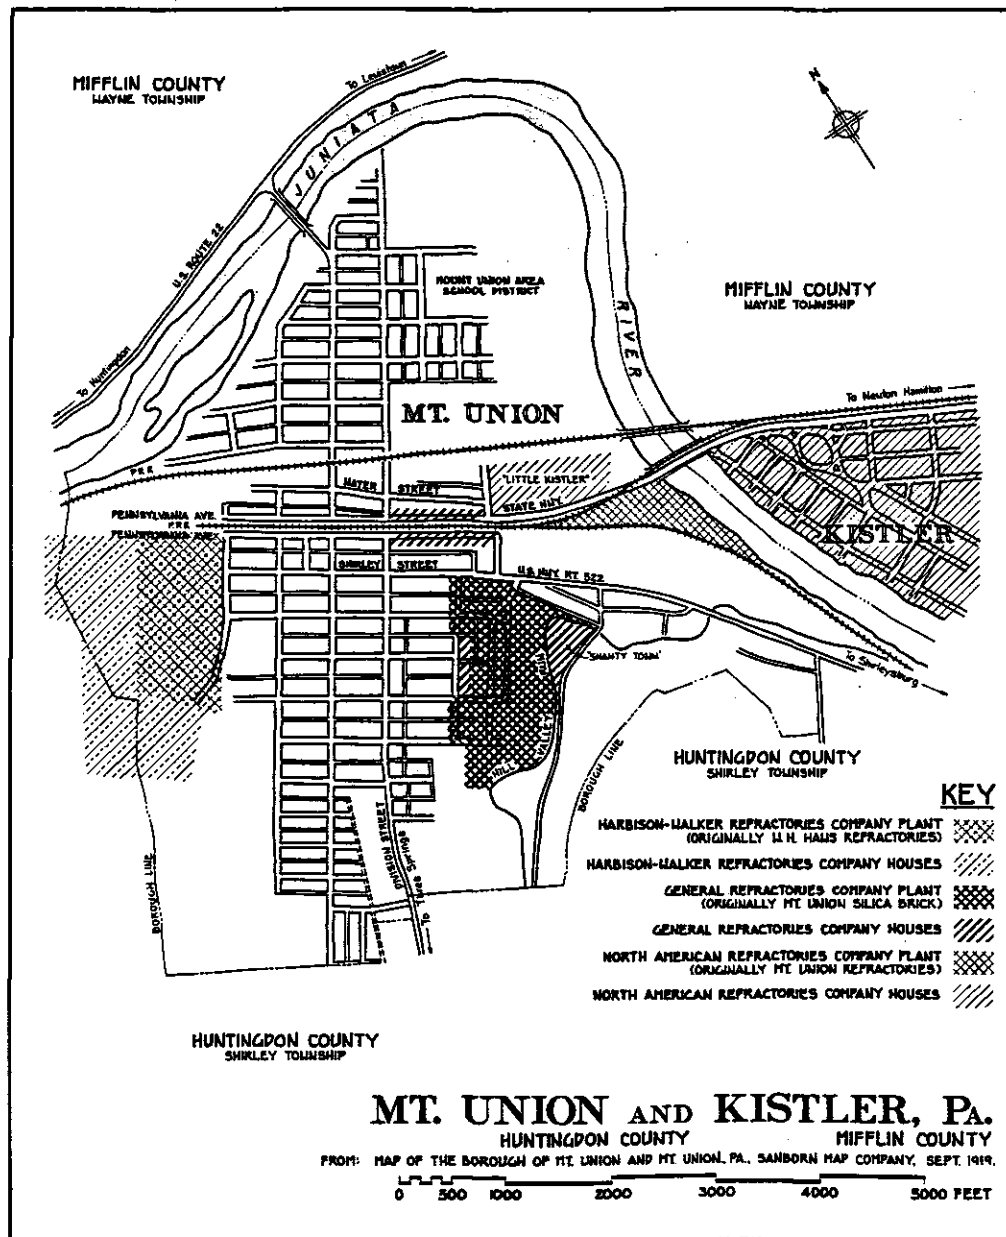 MIFFLIN COUNTY
WAYNE TOWNSHIP
To Lewistown
N
JUNIATA
U.S. ROUTE 22
MOUNT UNION AREA
SCHOOL DISTRICT
MIFFLIN COUNTY
WAYNE TOWNSHIP
RIVER
To Huntingdon
To Newton Hamilton
MT. UNION
P.R.R.
WATER STREET
"LITTLE KISTLER"
STATE HWY
PENNSYLVANIA AVE.
P.R.R.
PENNSYLVANIA AVE.
KISTLER
SHIRLEY STREET
U.S. HWY RT 522
"SHANTY TOWN"
To Shirleysburg
HILL VALLEY RUN
BOROUGH LINE
HUNTINGDON COUNTY
SHIRLEY TOWNSHIP
BOROUGH LINE
DIVISION STREET
To Three Springs
KEY
HARBISON-WALKER REFRACTORIES COMPANY PLANT
(ORIGINALLY W.H. HAWS REFRACTORIES)
HARBISON-WALKER REFRACTORIES COMPANY HOUSES
GENERAL REFRACTORIES COMPANY PLANT
(ORIGINALLY MT. UNION SILICA BRICK)
GENERAL REFRACTORIES COMPANY HOUSES
NORTH AMERICAN REFRACTORIES COMPANY PLANT
(ORIGINALLY MT. UNION REFRACTORIES)
NORTH AMERICAN REFRACTORIES COMPANY HOUSES
HUNTINGDON COUNTY
SHIRLEY TOWNSHIP
MT. UNION AND KISTLER, PA.
HUNTINGDON COUNTY MIFFLIN COUNTY
FROM: MAP OF THE BOROUGH OF MT. UNION AND MT. UNION, PA., SANBORN MAP COMPANY, SEPT. 1919.
0 500 1000 2000 3000 4000 5000 FEET